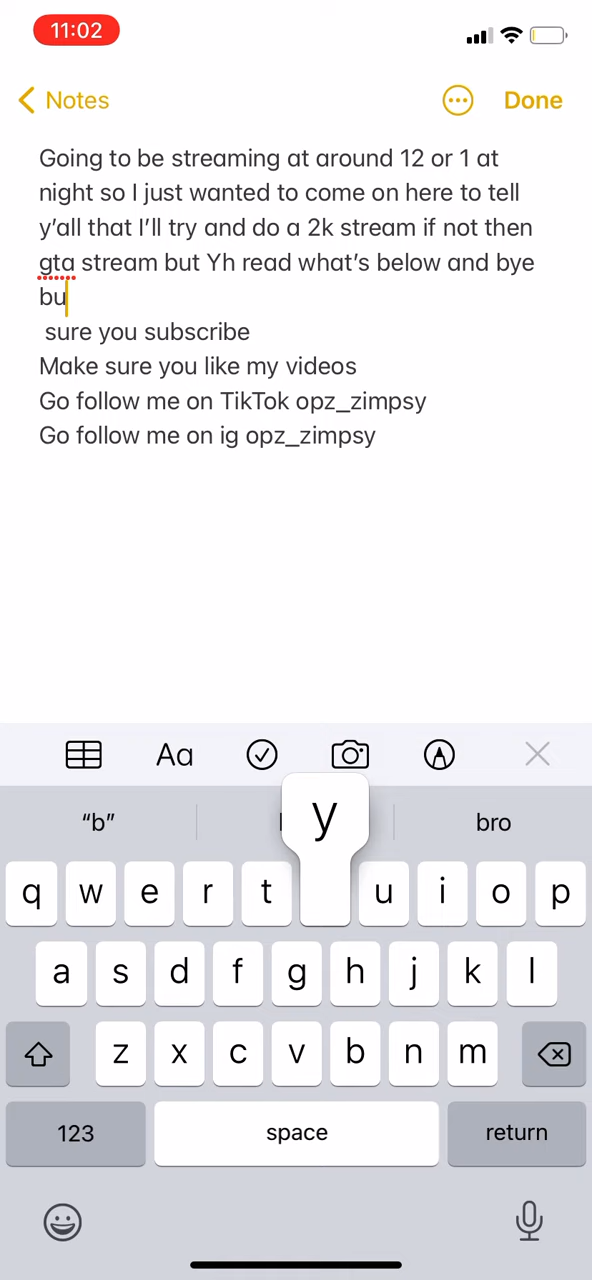 11:02
Notes
Done
Going to be streaming at around 12 or 1 at
night so I just wanted to come on here to tell
y'all that I'll try and do a 2k stream if not then
gta stream but Yh read what's below and bye
bu
sure you subscribe
Make sure you like my videos
Go follow me on TikTok opz_zimpsy
Go follow me on ig opz_zimpsy
Aa
“b” bro
y
q w e r t u i o p
a s d f g h j k l
z x c v b n m
123 space return